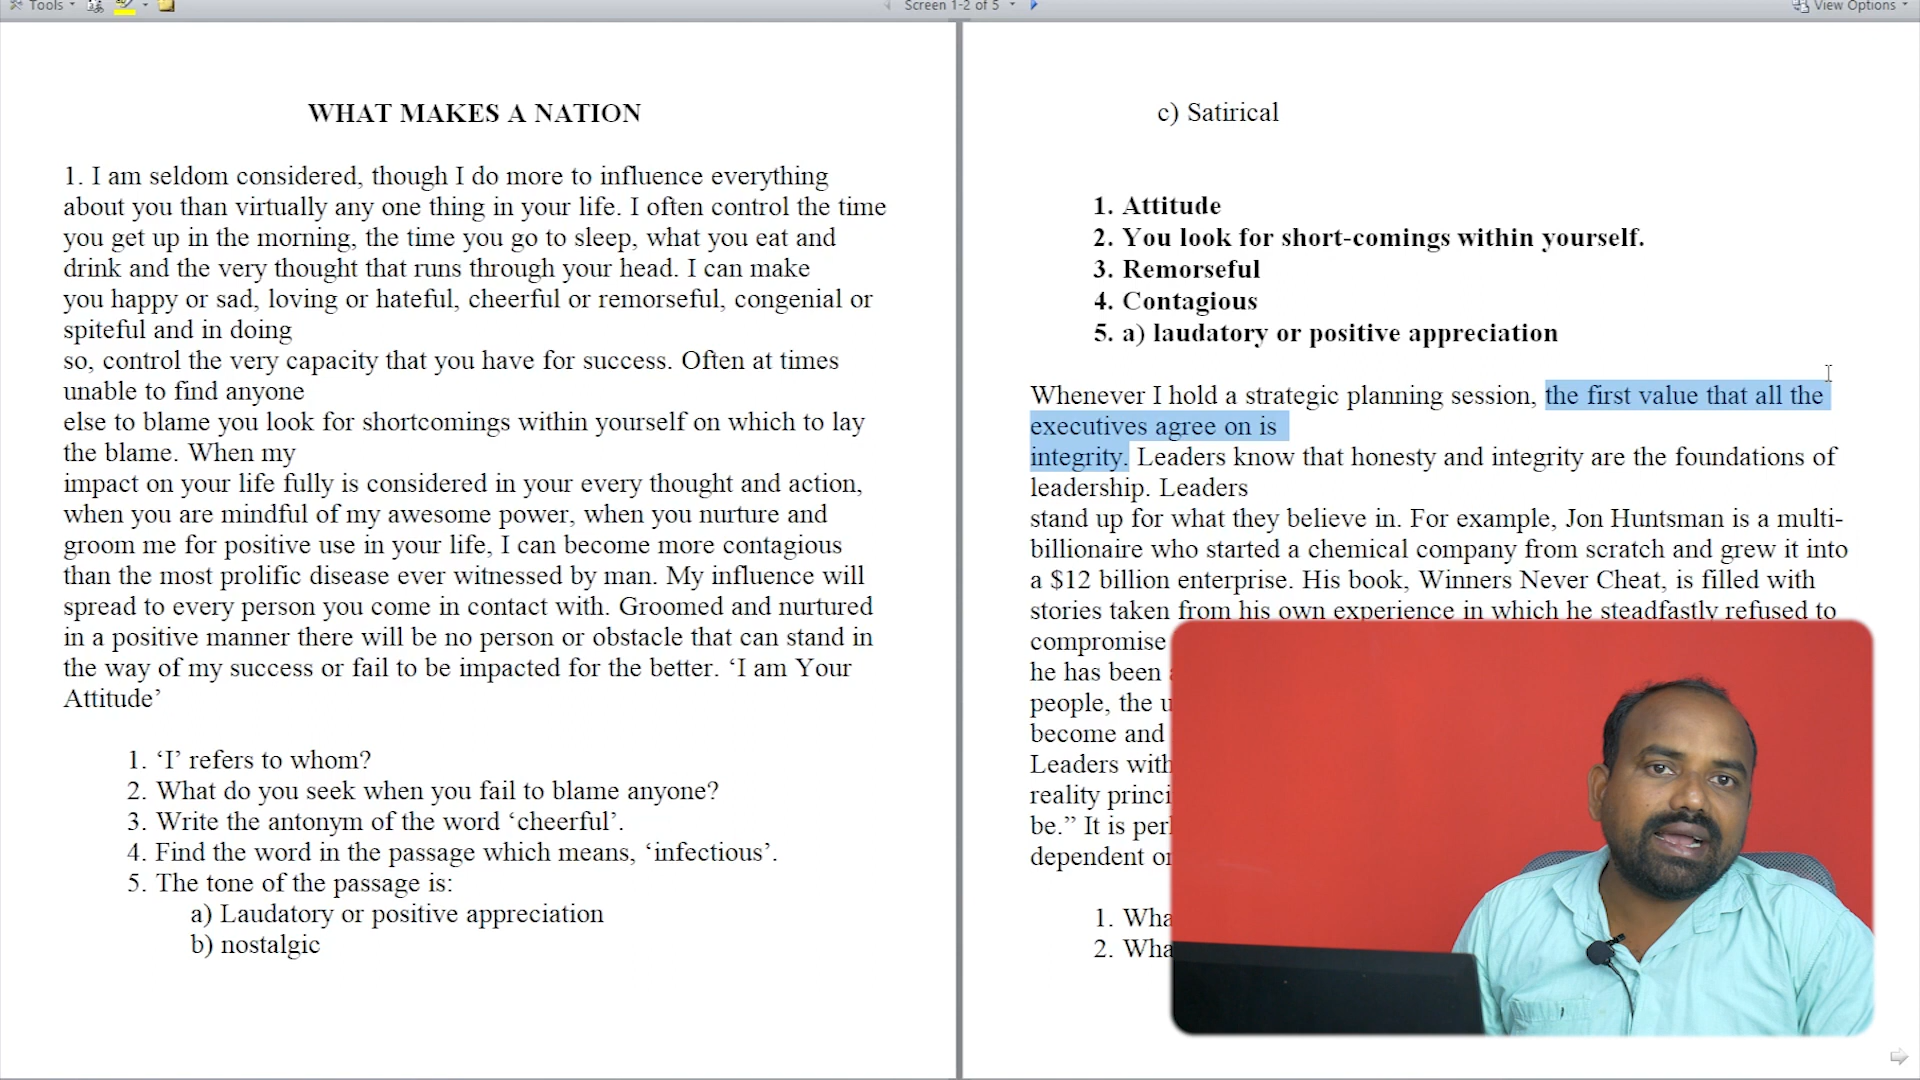 Tools
Screen 1-2 of 5
View Options
WHAT MAKES A NATION
1. I am seldom considered, though I do more to influence everything
about you than virtually any one thing in your life. I often control the time
you get up in the morning, the time you go to sleep, what you eat and
drink and the very thought that runs through your head. I can make
you happy or sad, loving or hateful, cheerful or remorseful, congenial or
spiteful and in doing
so, control the very capacity that you have for success. Often at times
unable to find anyone
else to blame you look for shortcomings within yourself on which to lay
the blame. When my
impact on your life fully is considered in your every thought and action,
when you are mindful of my awesome power, when you nurture and
groom me for positive use in your life, I can become more contagious
than the most prolific disease ever witnessed by man. My influence will
spread to every person you come in contact with. Groomed and nurtured
in a positive manner there will be no person or obstacle that can stand in
the way of my success or fail to be impacted for the better. ‘I am Your
Attitude’
1. ‘I’ refers to whom?
2. What do you seek when you fail to blame anyone?
3. Write the antonym of the word ‘cheerful’.
4. Find the word in the passage which means, ‘infectious’.
5. The tone of the passage is:
a) Laudatory or positive appreciation
b) nostalgic
c) Satirical
1. Attitude
2. You look for short-comings within yourself.
3. Remorseful
4. Contagious
5. a) laudatory or positive appreciation
Whenever I hold a strategic planning session, the first value that all the
executives agree on is
integrity. Leaders know that honesty and integrity are the foundations of
leadership. Leaders
stand up for what they believe in. For example, Jon Huntsman is a multi-
billionaire who started a chemical company from scratch and grew it into
a $12 billion enterprise. His book, Winners Never Cheat, is filled with
stories taken from his own experience in which he steadfastly refused to
compromise
he has been
people, the
become and
Leaders with
reality
be.” It is
dependent
1.
2.